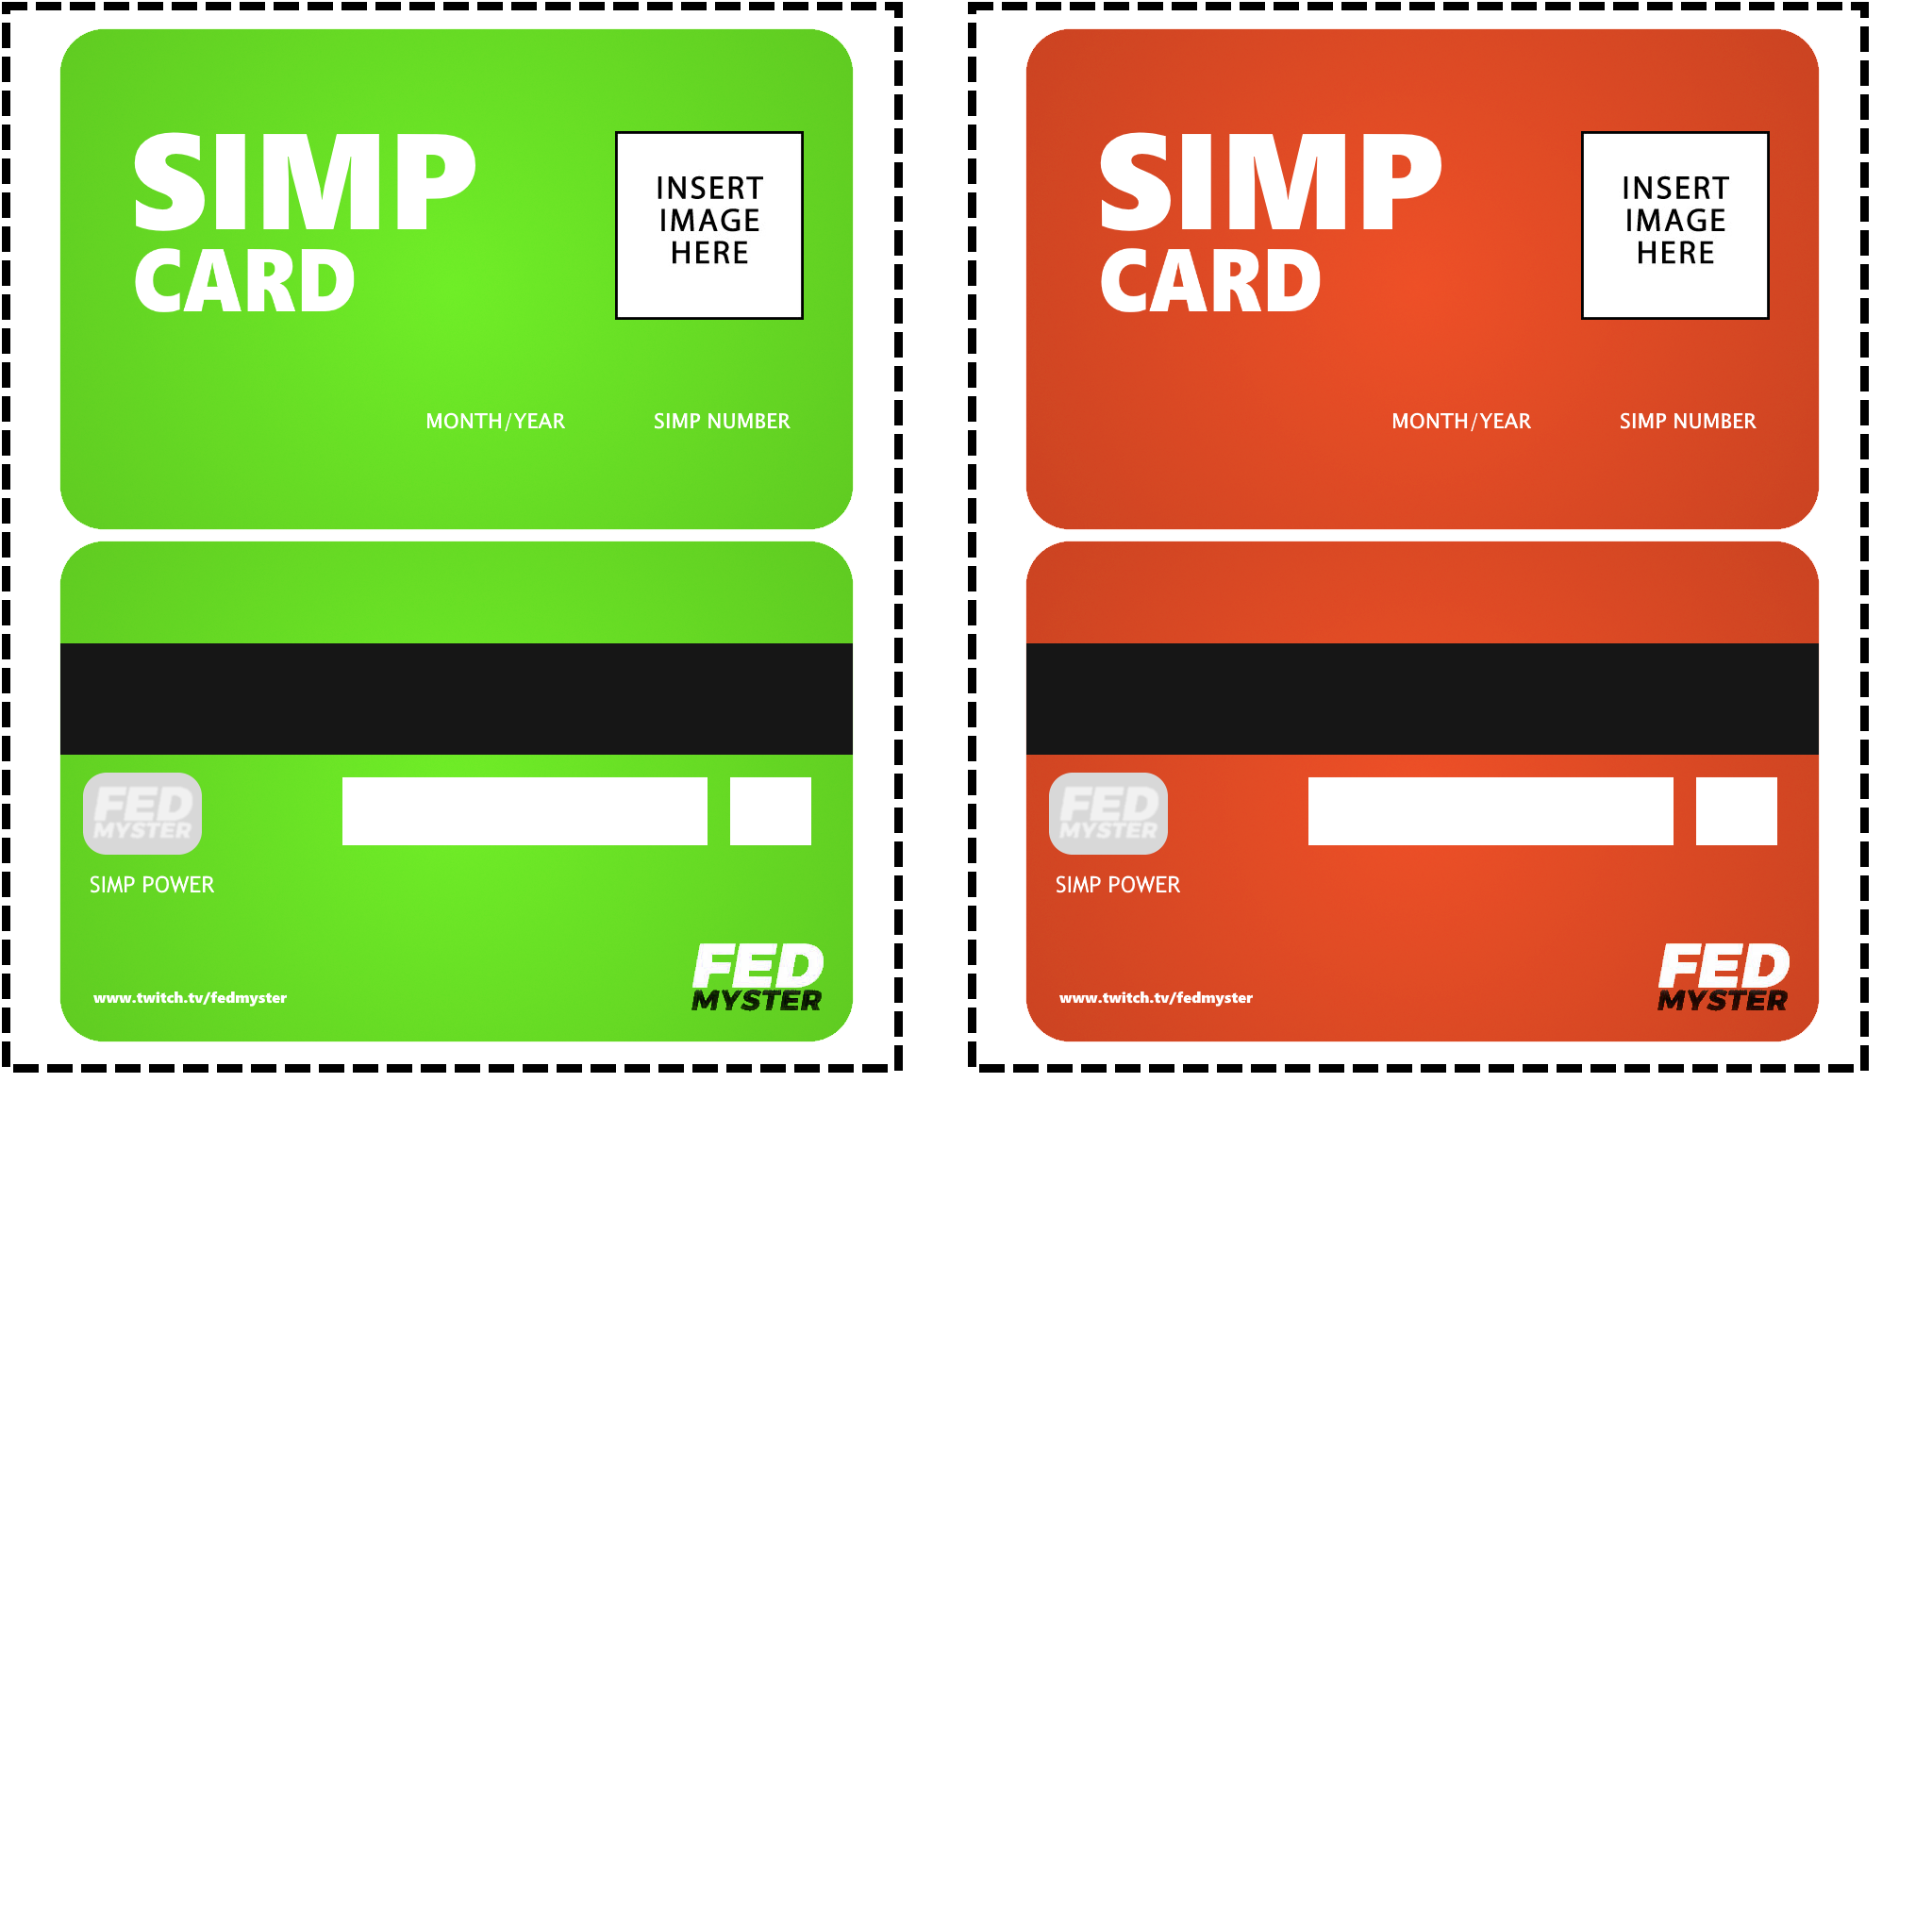 SIMP
CARD
INSERT
IMAGE
HERE
MONTH/YEAR
SIMP NUMBER
FED
MYSTER
SIMP POWER
www.twitch.tv/fedmyster
FED
MYSTER
SIMP
CARD
INSERT
IMAGE
HERE
MONTH/YEAR
SIMP NUMBER
FED
MYSTER
SIMP POWER
www.twitch.tv/fedmyster
FED
MYSTER